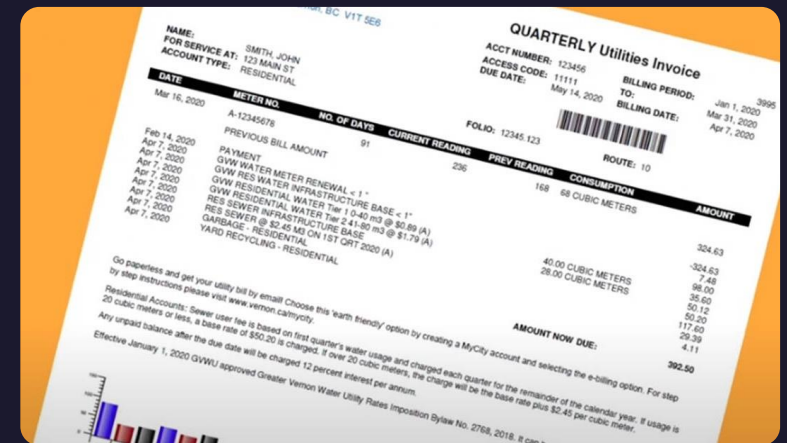 on, BC V1T 5E6
QUARTERLY Utilities Invoice
NAME: SMITH, JOHN
FOR SERVICE AT: 123 MAIN ST
ACCOUNT TYPE: RESIDENTIAL
ACCT NUMBER: 123456
ACCESS CODE: 11111
DUE DATE: May 14, 2020
3995
BILLING PERIOD: Jan 1, 2020
TO: Mar 31, 2020
BILLING DATE: Apr 7, 2020
FOLIO: 12345.123
ROUTE: 10
DATE METER NO. NO. OF DAYS CURRENT READING PREV READING CONSUMPTION AMOUNT
Mar 16, 2020 A-12345676 91 236 168 68 CUBIC METERS
PREVIOUS BILL AMOUNT 324.63
Feb 14, 2020 PAYMENT -324.63
Apr 7, 2020 GVW WATER METER RENEWAL < 1" 7.48
Apr 7, 2020 GVW RES WATER INFRASTRUCTURE BASE < 1" 98.00
Apr 7, 2020 GVW RESIDENTIAL WATER Tier 1 0-40 m3 @ $0.89 (A) 40.00 CUBIC METERS 35.60
Apr 7, 2020 GVW RESIDENTIAL WATER Tier 2 41-80 m3 @ $1.79 (A) 28.00 CUBIC METERS 50.12
Apr 7, 2020 RES SEWER INFRASTRUCTURE BASE 50.20
Apr 7, 2020 RES SEWER @ $2.45 M3 ON 1ST QRT 2020 (A) 117.60
Apr 7, 2020 GARBAGE - RESIDENTIAL 29.39
Apr 7, 2020 YARD RECYCLING - RESIDENTIAL 4.11
AMOUNT NOW DUE: 392.50
Go paperless and get your utility bill by email! Choose this 'earth friendly' option by creating a MyCity account and selecting the e-billing option. For step
by step instructions please visit www.vernon.ca/mycity.
Residential Accounts: Sewer user fee is based on first quarter's water usage and charged each quarter for the remainder of the calendar year. If usage is
20 cubic meters or less, a base rate of $50.20 is charged. If over 20 cubic meters, the charge will be the base rate plus $2.45 per cubic meter.
Any unpaid balance after the due date will be charged 12 percent interest per annum.
Effective January 1, 2020 GVWU approved Greater Vernon Water Utility Rates Imposition Bylaw No. 2768, 2018. It can